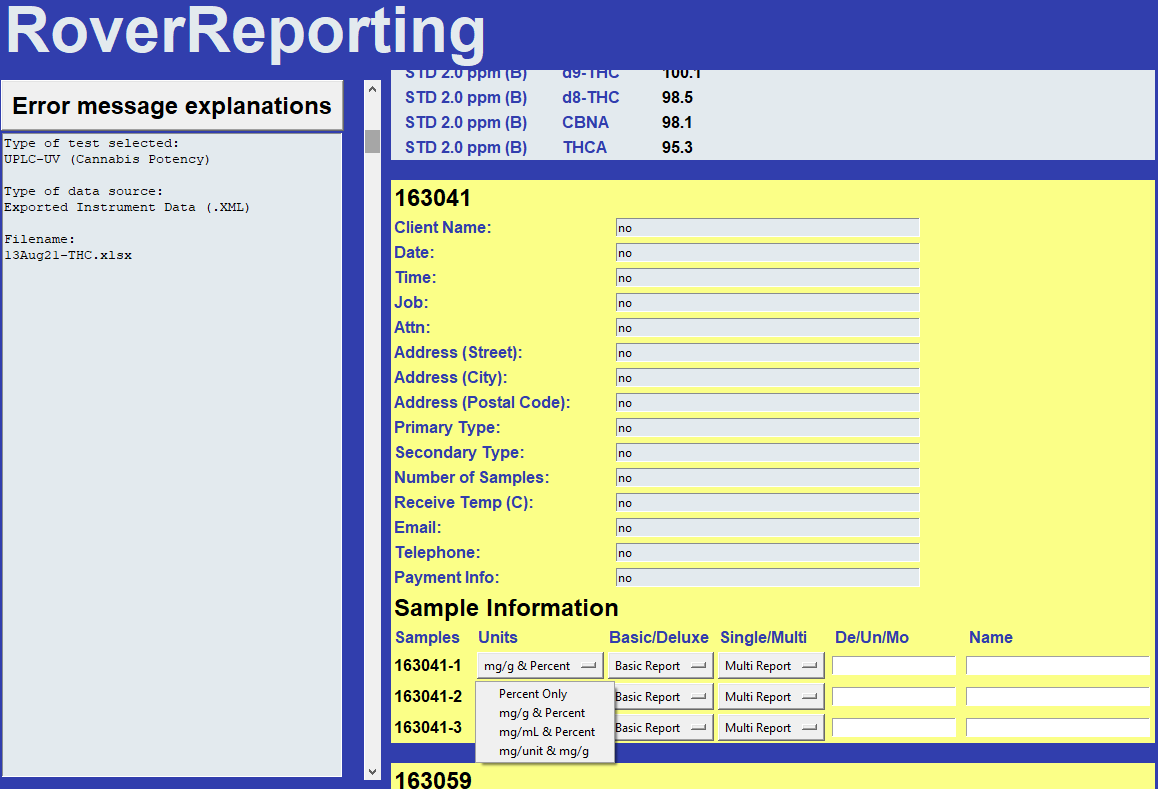 RoverReporting
Error message explanations
Type of test selected:
UPLC-UV (Cannabis Potency)
Type of data source:
Exported Instrument Data (.XML)
Filename:
13Aug21-THC.xlsx
STD 2.0 ppm (B) d9-THC 100.1
STD 2.0 ppm (B) d8-THC 98.5
STD 2.0 ppm (B) CBNA 98.1
STD 2.0 ppm (B) THCA 95.3
163041
Client Name: no
Date: no
Time: no
Job: no
Attn: no
Address (Street): no
Address (City): no
Address (Postal Code): no
Primary Type: no
Secondary Type: no
Number of Samples: no
Receive Temp (C): no
Email: no
Telephone: no
Payment Info: no
Sample Information
Samples Units Basic/Deluxe Single/Multi De/Un/Mo Name
163041-1 mg/g & Percent Basic Report Multi Report
163041-2 Basic Report Multi Report
163041-3 Basic Report Multi Report
Percent Only
mg/g & Percent
mg/mL & Percent
mg/unit & mg/g
163059